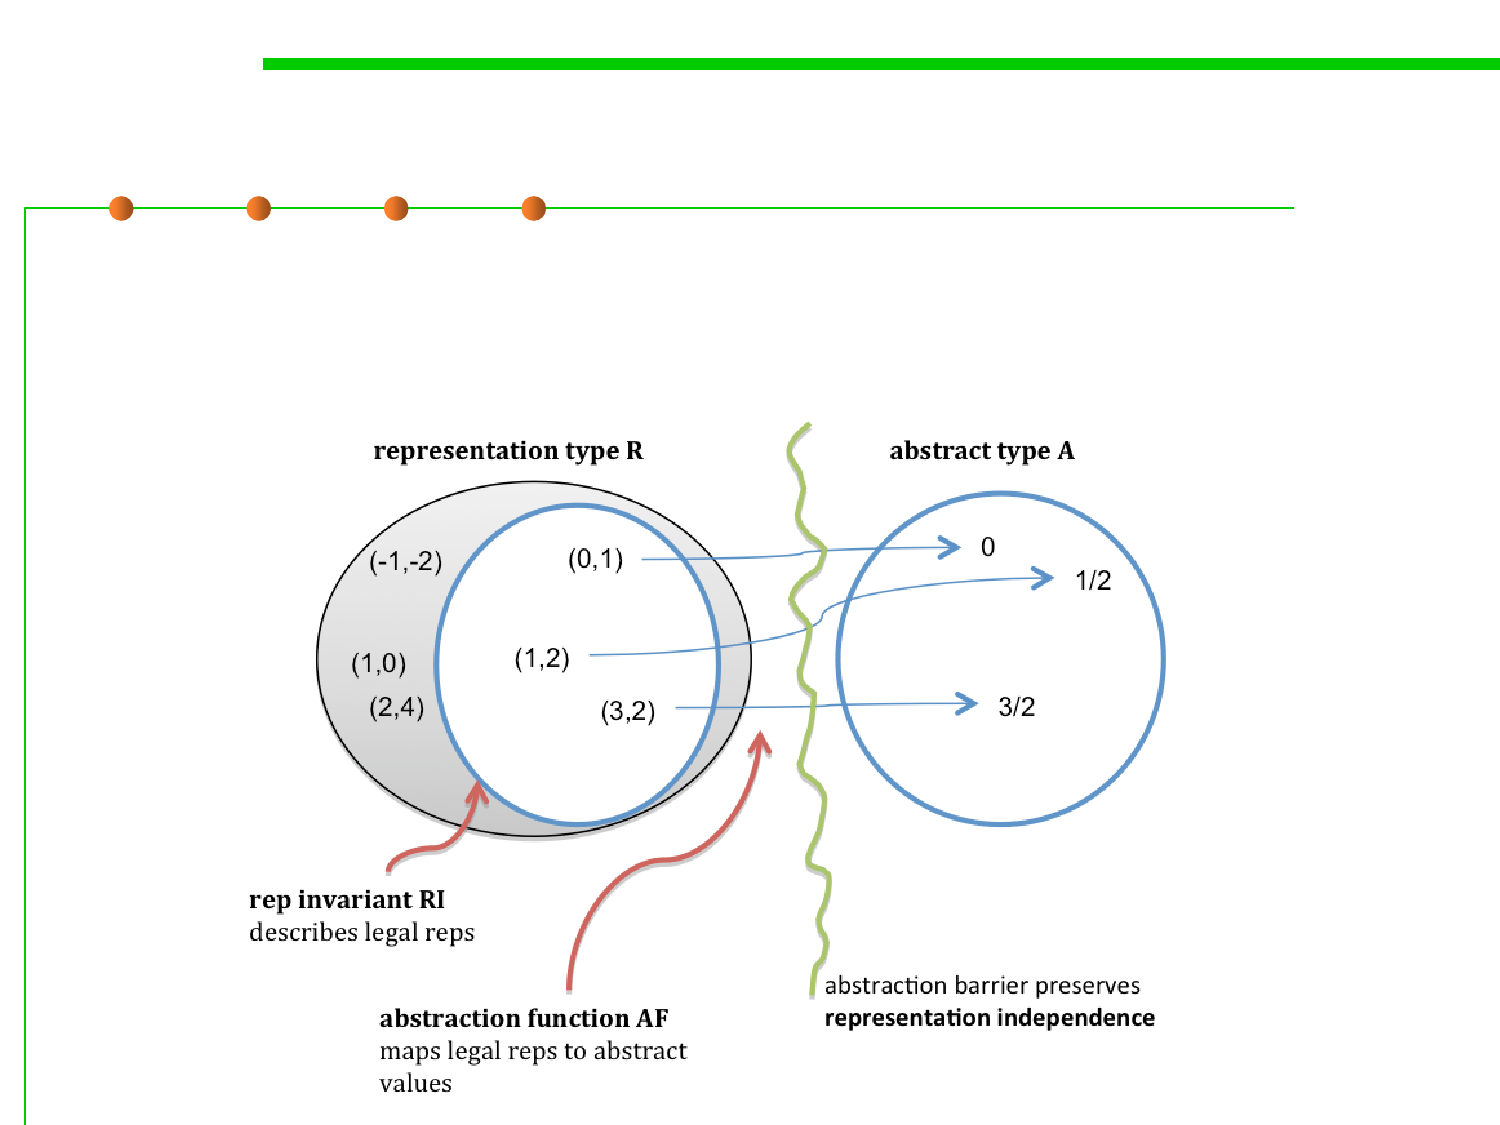 representation type R
abstract type A
(-1,-2)
(0,1)
0
1/2
(1,0)
(1,2)
(2,4)
(3,2)
3/2
rep invariant RI
describes legal reps
abstraction function AF
maps legal reps to abstract
values
abstraction barrier preserves
representation independence